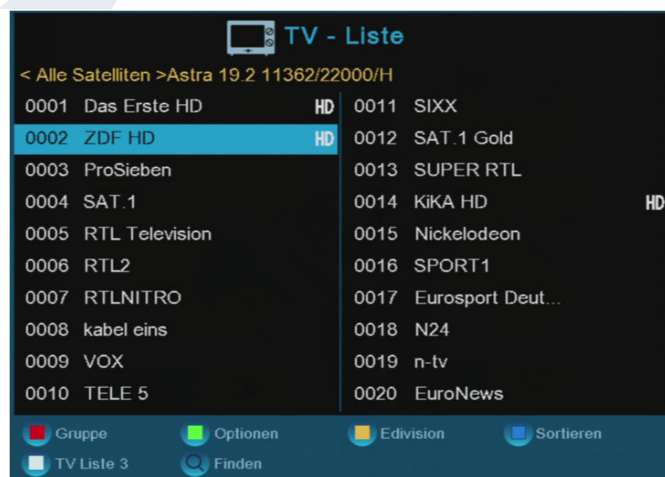 TV - Liste
< Alle Satelliten >Astra 19.2 11362/22000/H
0001 Das Erste HD HD
0002 ZDF HD HD
0003 ProSieben
0004 SAT.1
0005 RTL Television
0006 RTL2
0007 RTLNITRO
0008 kabel eins
0009 VOX
0010 TELE 5
0011 SIXX
0012 SAT.1 Gold
0013 SUPER RTL
0014 KiKA HD HD
0015 Nickelodeon
0016 SPORT1
0017 Eurosport Deut...
0018 N24
0019 n-tv
0020 EuroNews
Gruppe Optionen Edivision Sortieren
TV Liste 3 Finden